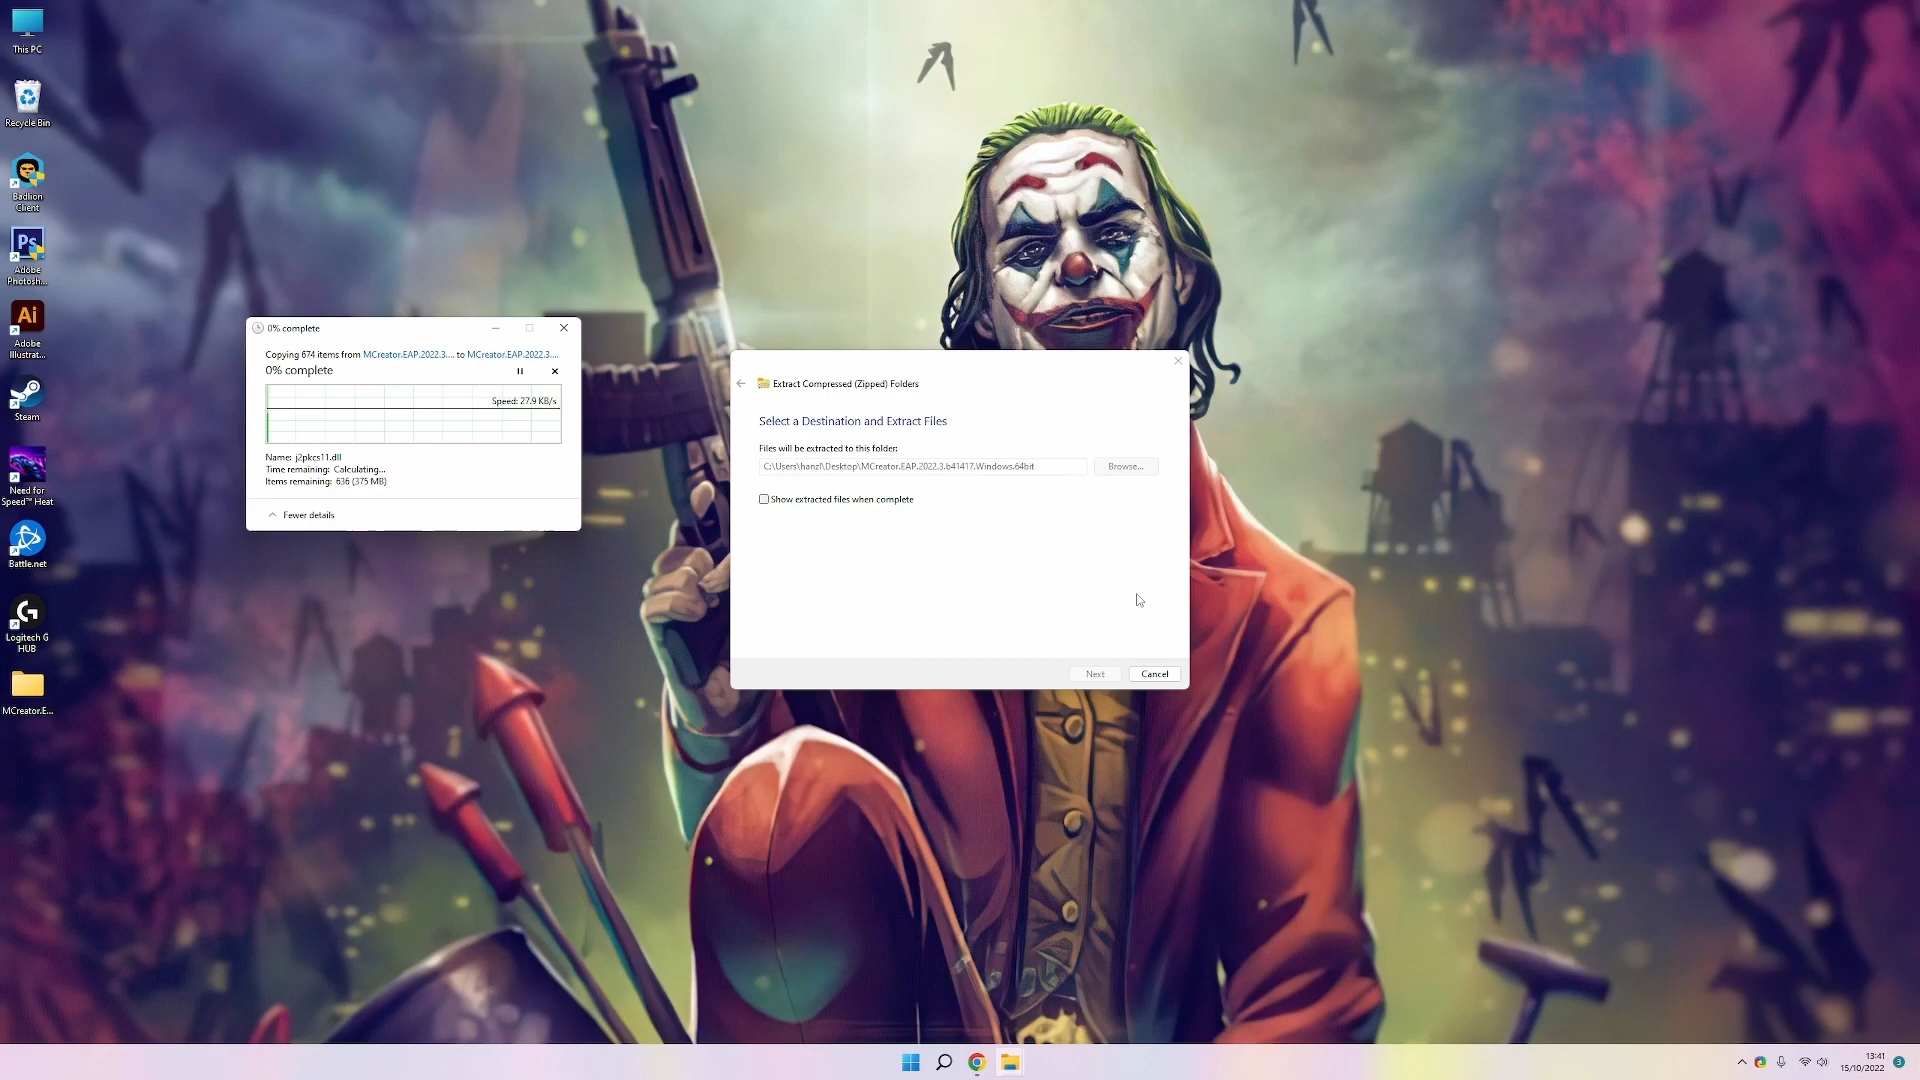 This PC
Recycle Bin
Badlion
Client
Ps
Adobe
Photosh...
Ai
Adobe
Illustrat...
Steam
Need for
Speed™ Heat
Battle.net
Logitech G
HUB
MCreator.E...
0% complete
Copying 674 items from MCreator.EAP.2022.3.... to MCreator.EAP.2022.3....
0% complete
Speed: 27.9 KB/s
Name: j2pkcs11.dll
Time remaining: Calculating...
Items remaining: 636 (375 MB)
Fewer details
Extract Compressed (Zipped) Folders
Select a Destination and Extract Files
Files will be extracted to this folder:
C:\Users\hanzl\Desktop\MCreator.EAP.2022.3.b41417.Windows.64bit
Browse...
Show extracted files when complete
Next
Cancel
13:41
15/10/2022
3